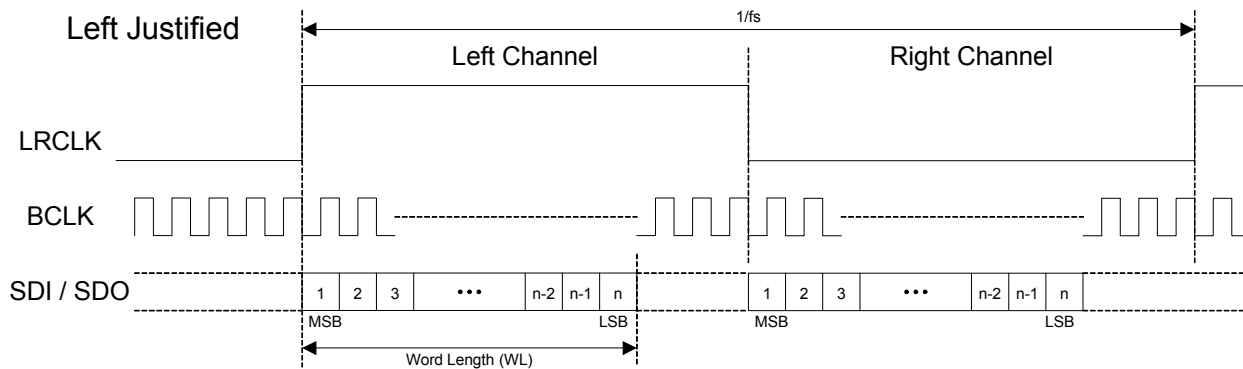 Left Justified
1/fs
Left Channel
Right Channel
LRCLK
BCLK
SDI / SDO
1 2 3 ••• n-2 n-1 n
1 2 3 ••• n-2 n-1 n
MSB LSB
MSB LSB
Word Length (WL)